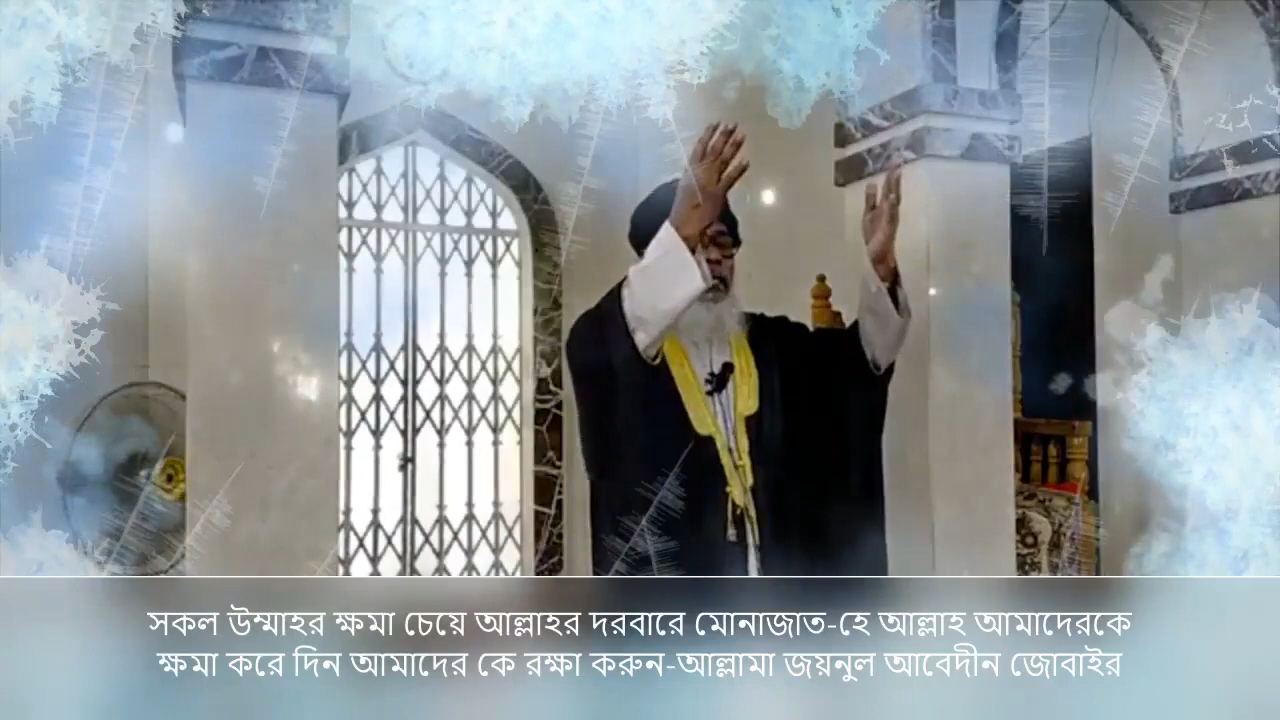 সকল উম্মাহর ক্ষমা চেয়ে আল্লাহর দরবারে মোনাজাত-হে আল্লাহ আমাদেরকে
ক্ষমা করে দিন আমাদের কে রক্ষা করুন-আল্লামা জয়নুল আবেদীন জোবাইর